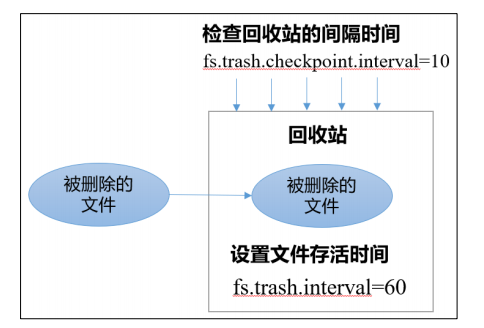 检查回收站的间隔时间
fs.trash.checkpoint.interval=10
回收站
被删除的
文件
被删除的
文件
设置文件存活时间
fs.trash.interval=60